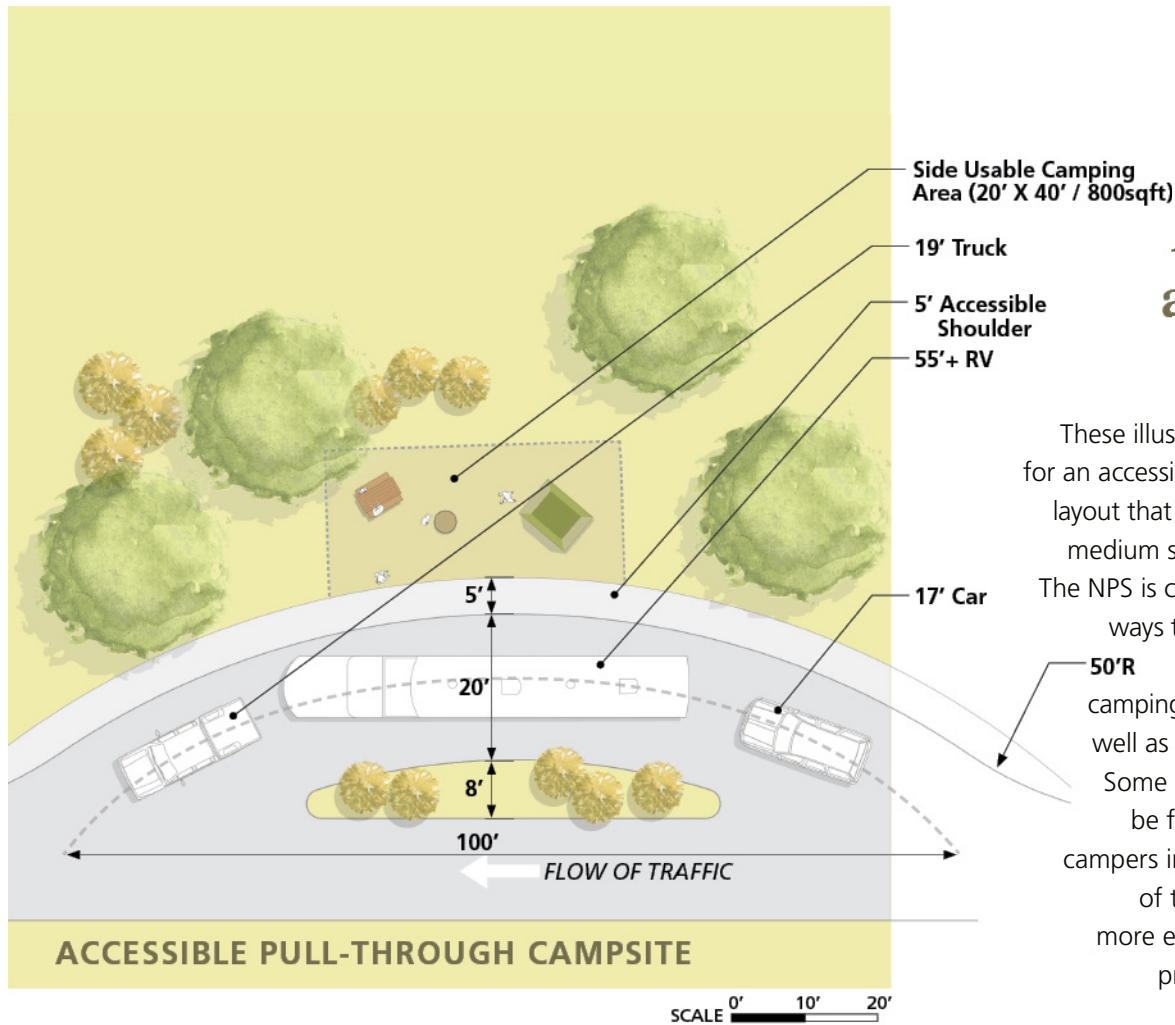 Side Usable Camping
Area (20' X 40' / 800sqft)
19' Truck
5' Accessible
Shoulder
55'+ RV
17' Car
50'R
5'
20'
8'
100'
FLOW OF TRAFFIC
ACCESSIBLE PULL-THROUGH CAMPSITE
SCALE 0' 10' 20'
a
These illus
for an accessi
layout that
medium s
The NPS is c
ways t
camping
well as
Some
be f
campers i
of t
more e
p